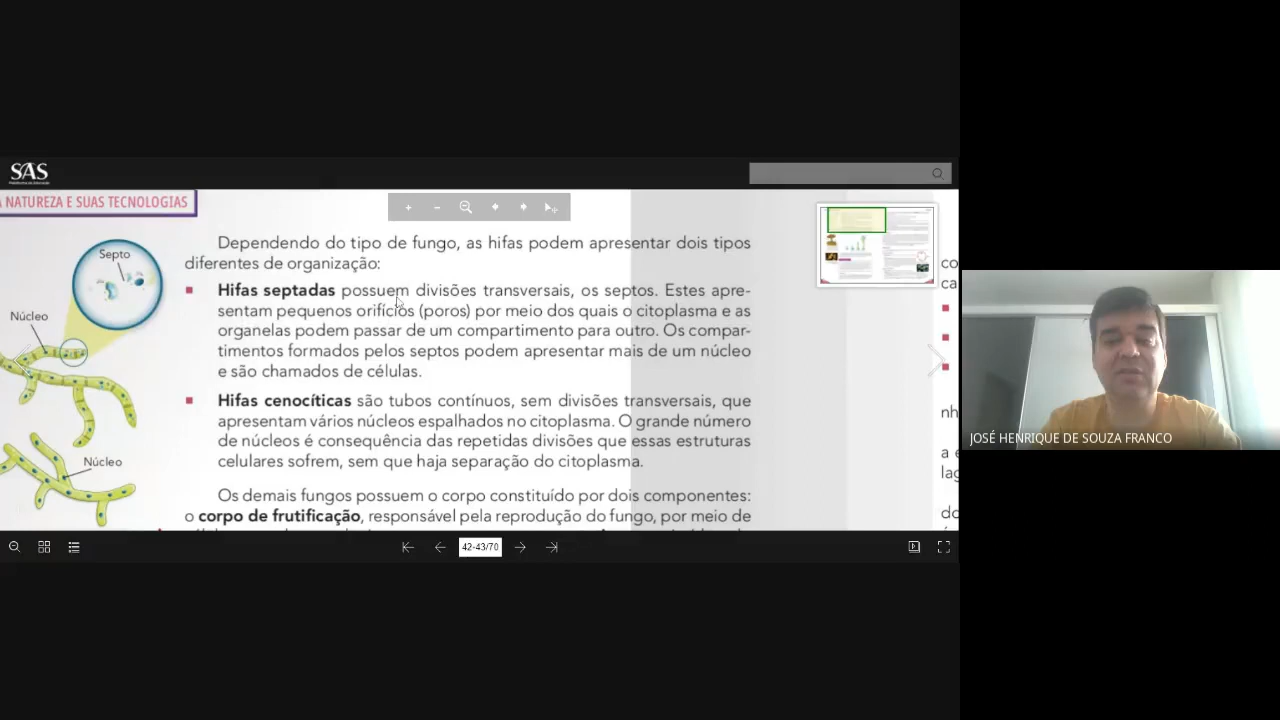 SAS
A NATUREZA E SUAS TECNOLOGIAS
Septo
Núcleo
Núcleo
Dependendo do tipo de fungo, as hifas podem apresentar dois tipos
diferentes de organização:
Hifas septadas possuem divisões transversais, os septos. Estes apre-
sentam pequenos orifícios (poros) por meio dos quais o citoplasma e as
organelas podem passar de um compartimento para outro. Os compar-
timentos formados pelos septos podem apresentar mais de um núcleo
e são chamados de células.
Hifas cenocíticas são tubos contínuos, sem divisões transversais, que
apresentam vários núcleos espalhados no citoplasma. O grande número
de núcleos é consequência das repetidas divisões que essas estruturas
celulares sofrem, sem que haja separação do citoplasma.
Os demais fungos possuem o corpo constituído por dois componentes:
o corpo de frutificação, responsável pela reprodução do fungo, por meio de
co
ca
nh
a e
lag
do
42-43/70
JOSÉ HENRIQUE DE SOUZA FRANCO